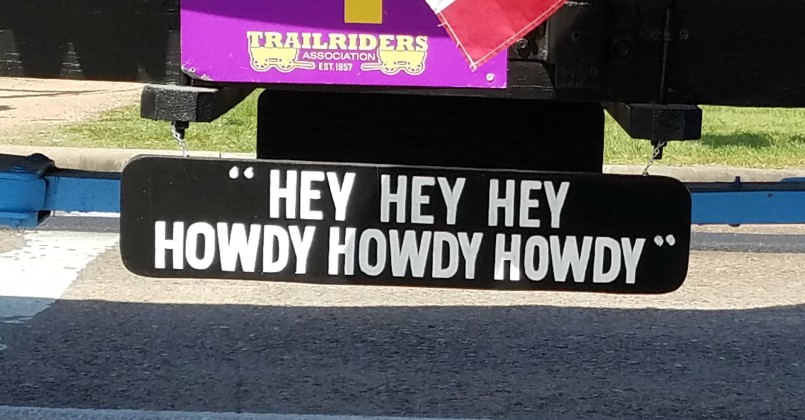 TRAILRIDERS
ASSOCIATION
EST. 1957
“HEY HEY HEY
HOWDY HOWDY HOWDY”